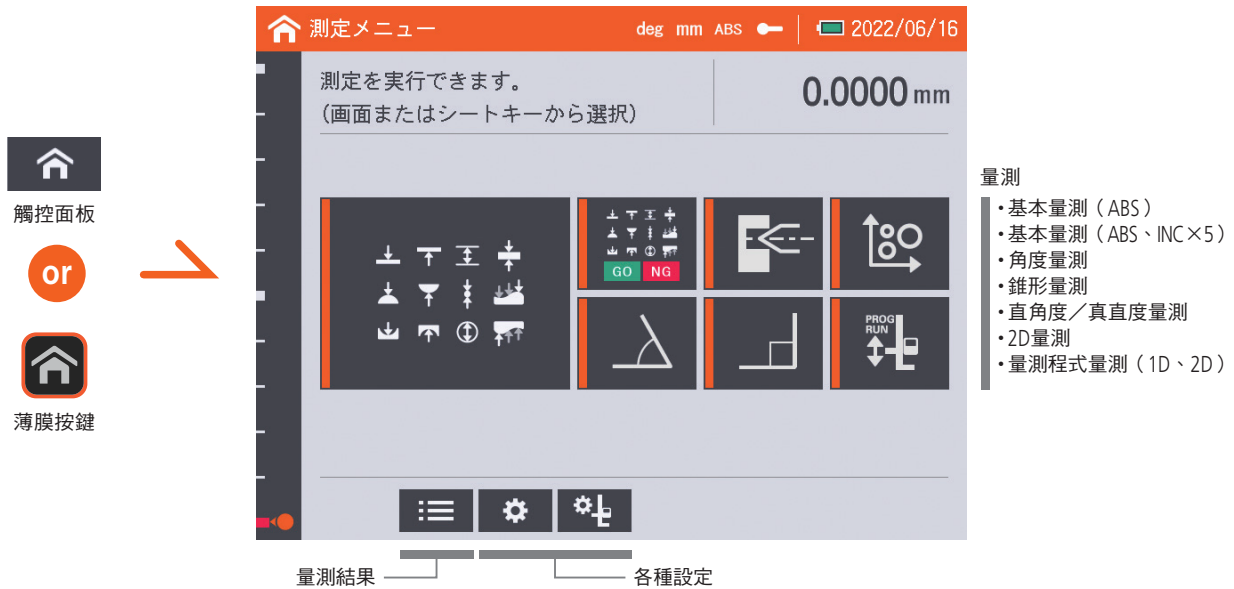 測定メニュー
deg mm ABS
2022/06/16
測定を実行できます。
(画面またはシートキーから選択)
0.0000 mm
觸控面板
or
薄膜按鍵
GO NG
PROG
RUN
量測
・基本量測（ABS）
・基本量測（ABS、INC×5）
・角度量測
・錐形量測
・直角度／真直度量測
・2D量測
・量測程式量測（1D、2D）
量測結果
各種設定